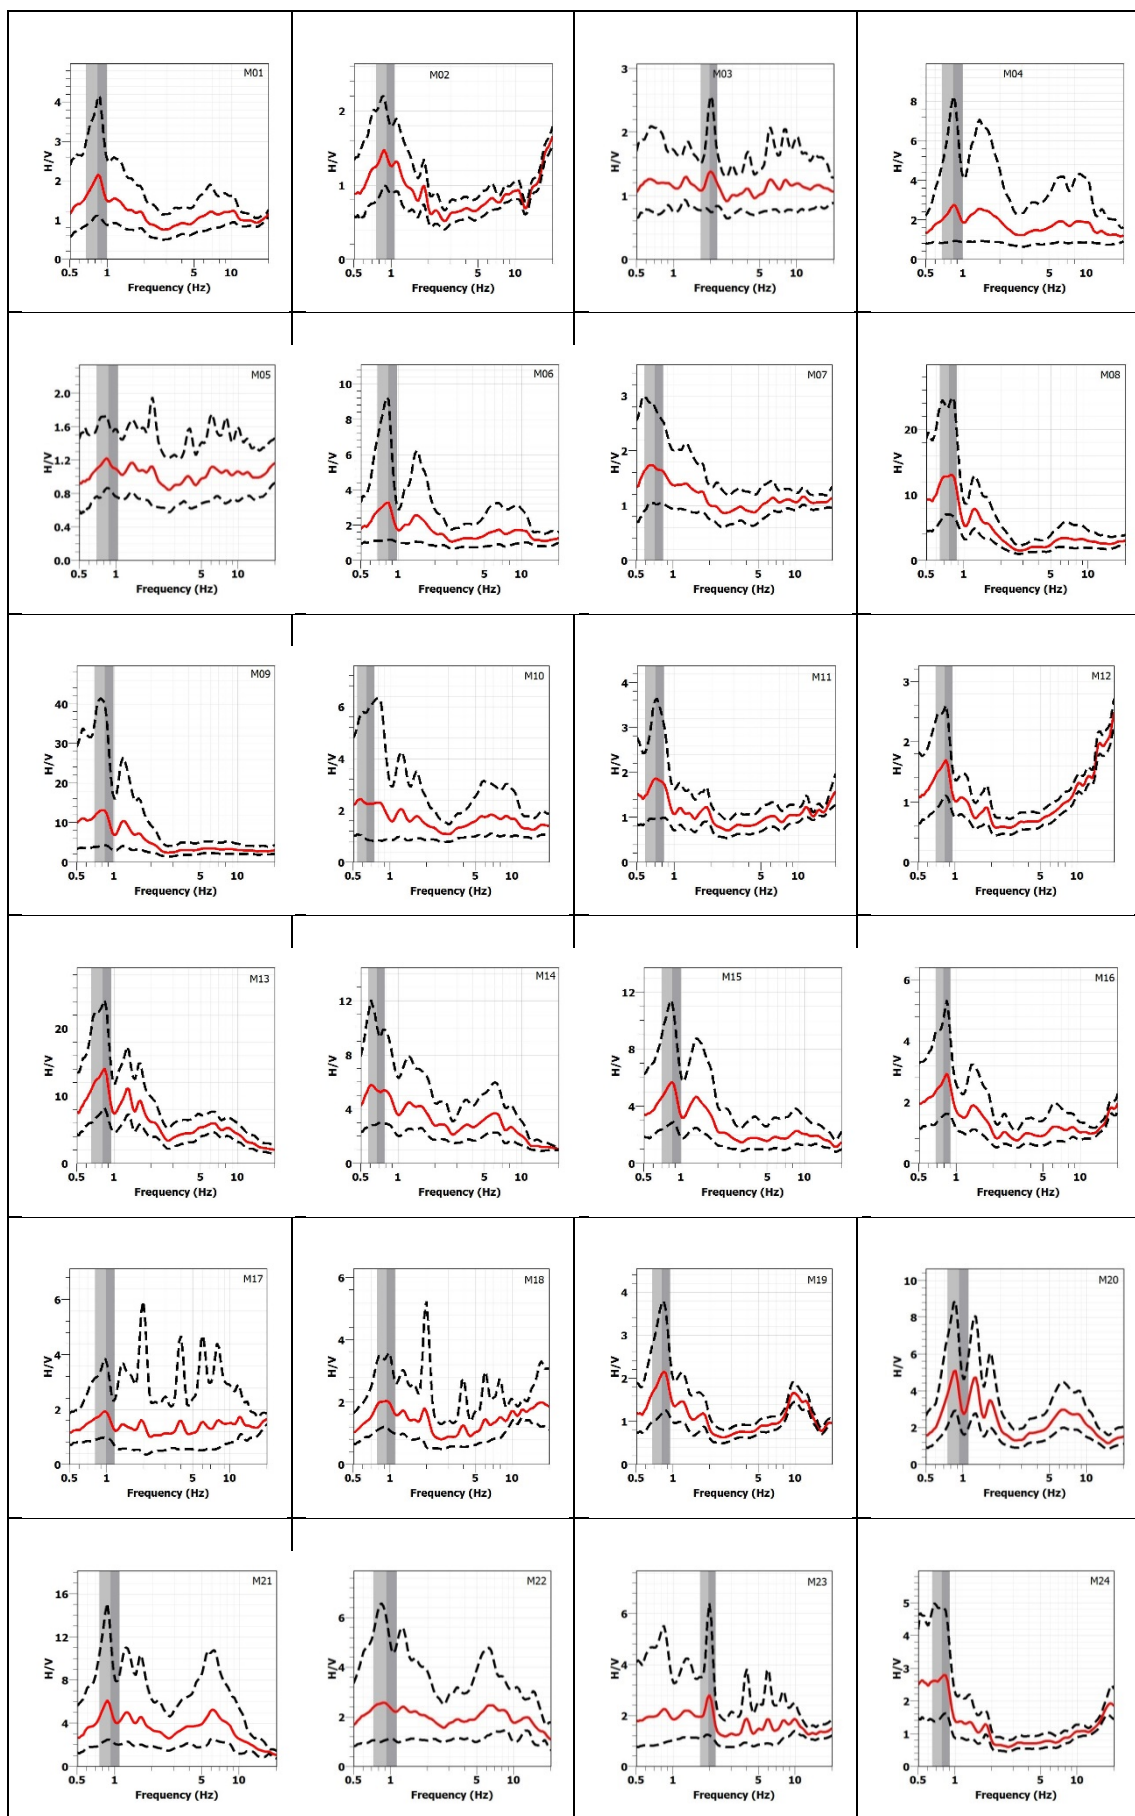 M01
H/V
4
3
2
1
0
0.5 1 5 10
Frequency (Hz)
M02
H/V
2
1
0
0.5 1 5 10
Frequency (Hz)
M03
H/V
3
2
1
0
0.5 1 5 10
Frequency (Hz)
M04
H/V
8
6
4
2
0
0.5 1 5 10
Frequency (Hz)
M05
H/V
2.0
1.6
1.2
0.8
0.4
0.0
0.5 1 5 10
Frequency (Hz)
M06
H/V
10
8
6
4
2
0
0.5 1 5 10
Frequency (Hz)
M07
H/V
3
2
1
0
0.5 1 5 10
Frequency (Hz)
M08
H/V
20
10
0
0.5 1 5 10
Frequency (Hz)
M09
H/V
40
30
20
10
0
0.5 1 5 10
Frequency (Hz)
M10
H/V
6
4
2
0
0.5 1 5 10
Frequency (Hz)
M11
H/V
4
3
2
1
0
0.5 1 5 10
Frequency (Hz)
M12
H/V
3
2
1
0
0.5 1 5 10
Frequency (Hz)
M13
H/V
20
10
0
0.5 1 5 10
Frequency (Hz)
M14
H/V
12
8
4
0
0.5 1 5 10
Frequency (Hz)
M15
H/V
12
8
4
0
0.5 1 5 10
Frequency (Hz)
M16
H/V
6
4
2
0
0.5 1 5 10
Frequency (Hz)
M17
H/V
6
4
2
0
0.5 1 5 10
Frequency (Hz)
M18
H/V
6
4
2
0
0.5 1 5 10
Frequency (Hz)
M19
H/V
4
3
2
1
0
0.5 1 5 10
Frequency (Hz)
M20
H/V
10
8
6
4
2
0
0.5 1 5 10
Frequency (Hz)
M21
H/V
16
12
8
4
0
0.5 1 5 10
Frequency (Hz)
M22
H/V
6
4
2
0
0.5 1 5 10
Frequency (Hz)
M23
H/V
6
4
2
0
0.5 1 5 10
Frequency (Hz)
M24
H/V
5
4
3
2
1
0
0.5 1 5 10
Frequency (Hz)